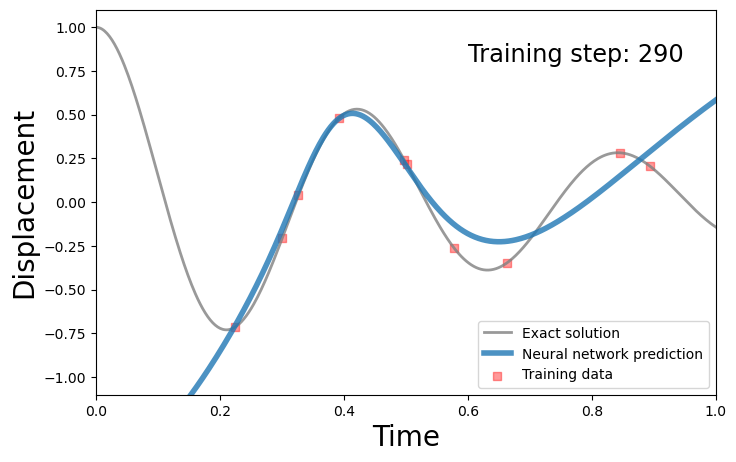 Training step: 290
1.00
0.75
0.50
0.25
0.00
−0.25
−0.50
−0.75
−1.00
Displacement
Exact solution
Neural network prediction
Training data
0.0 0.2 0.4 0.6 0.8 1.0
Time